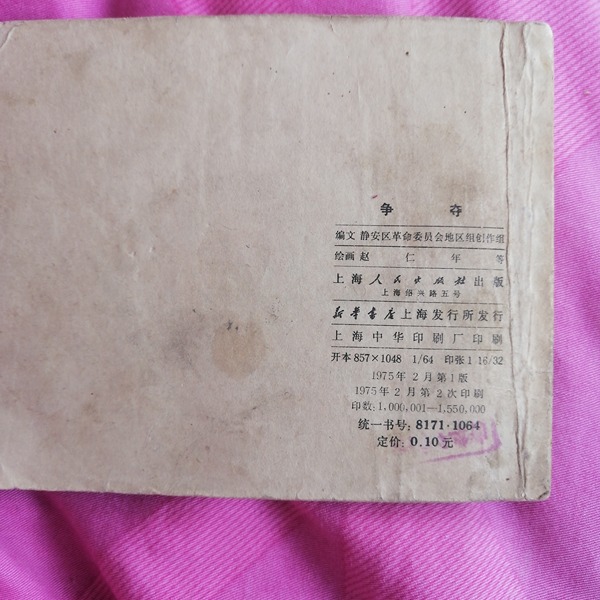 争夺
编文 静安区革命委员会地区组创作组
绘画 赵仁年等
上海人民出版社出版
上海绍兴路五号
新华书店上海发行所发行
上海中华印刷厂印刷
开本 857×1048 1/64 印张 1 16/32
1975年2月第1版
1975年2月第2次印刷
印数: 1,000,001—1,550,000
统一书号: 8171·1064
定价: 0.10元